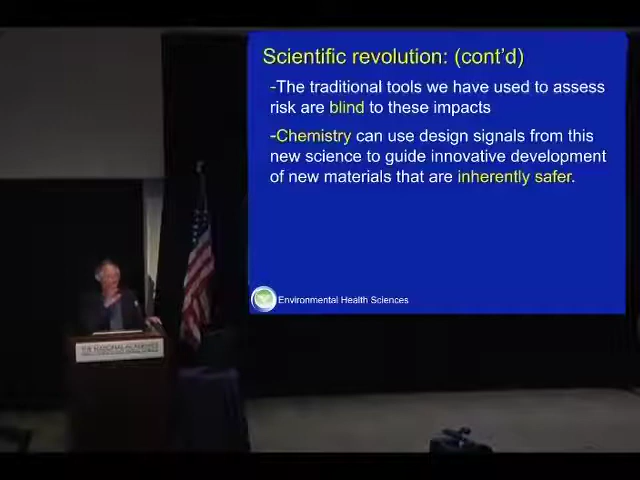 Scientific revolution: (cont’d)
-The traditional tools we have used to assess
risk are blind to these impacts
-Chemistry can use design signals from this
new science to guide innovative development
of new materials that are inherently safer.
Environmental Health Sciences
THE NATIONAL ACADEMIES